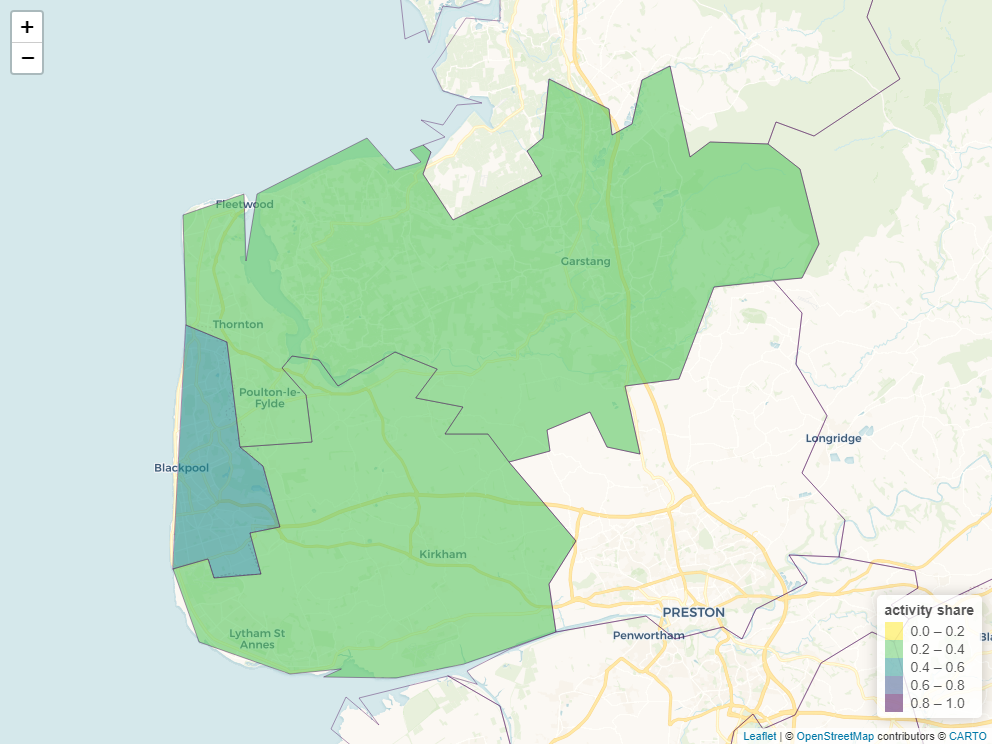 +
−
Fleetwood
Garstang
Thornton
Poulton-le-
Fylde
Longridge
Blackpool
Kirkham
PRESTON
Lytham St
Annes
Penwortham
Bla
activity share
0.0 – 0.2
0.2 – 0.4
0.4 – 0.6
0.6 – 0.8
0.8 – 1.0
Leaflet | © OpenStreetMap contributors © CARTO